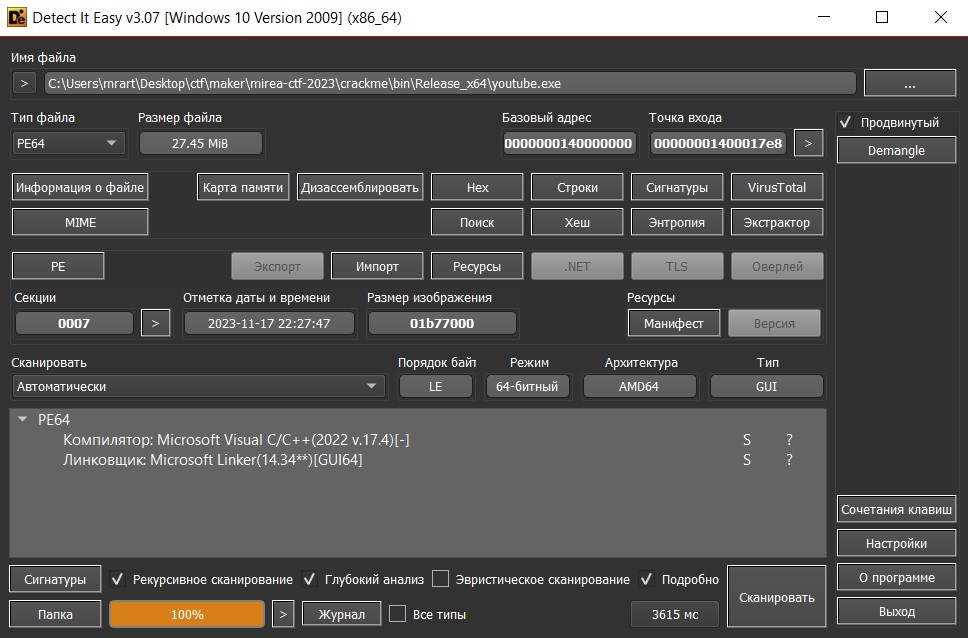 Detect It Easy v3.07 [Windows 10 Version 2009] (x86_64)
Имя файла
> C:\Users\mrart\Desktop\ctf\maker\mirea-ctf-2023\crackme\bin\Release_x64\youtube.exe ...
Тип файла Размер файла Базовый адрес Точка входа Продвинутый
PE64 27.45 MiB 0000000140000000 00000001400017e8 > Demangle
Информация о файле Карта памяти Дизассемблировать Hex Строки Сигнатуры VirusTotal
MIME Поиск Хеш Энтропия Экстрактор
PE Экспорт Импорт Ресурсы .NET TLS Оверлей
Секции Отметка даты и времени Размер изображения Ресурсы
0007 > 2023-11-17 22:27:47 01b77000 Манифест Версия
Сканировать Порядок байт Режим Архитектура Тип
Автоматически LE 64-битный AMD64 GUI
PE64
Компилятор: Microsoft Visual C/C++(2022 v.17.4)[-] S ?
Линковщик: Microsoft Linker(14.34**)[GUI64] S ?
Сочетания клавиш
Настройки
Сигнатуры Рекурсивное сканирование Глубокий анализ Эвристическое сканирование Подробно Сканировать О программе
Папка 100% > Журнал Все типы 3615 мс Выход